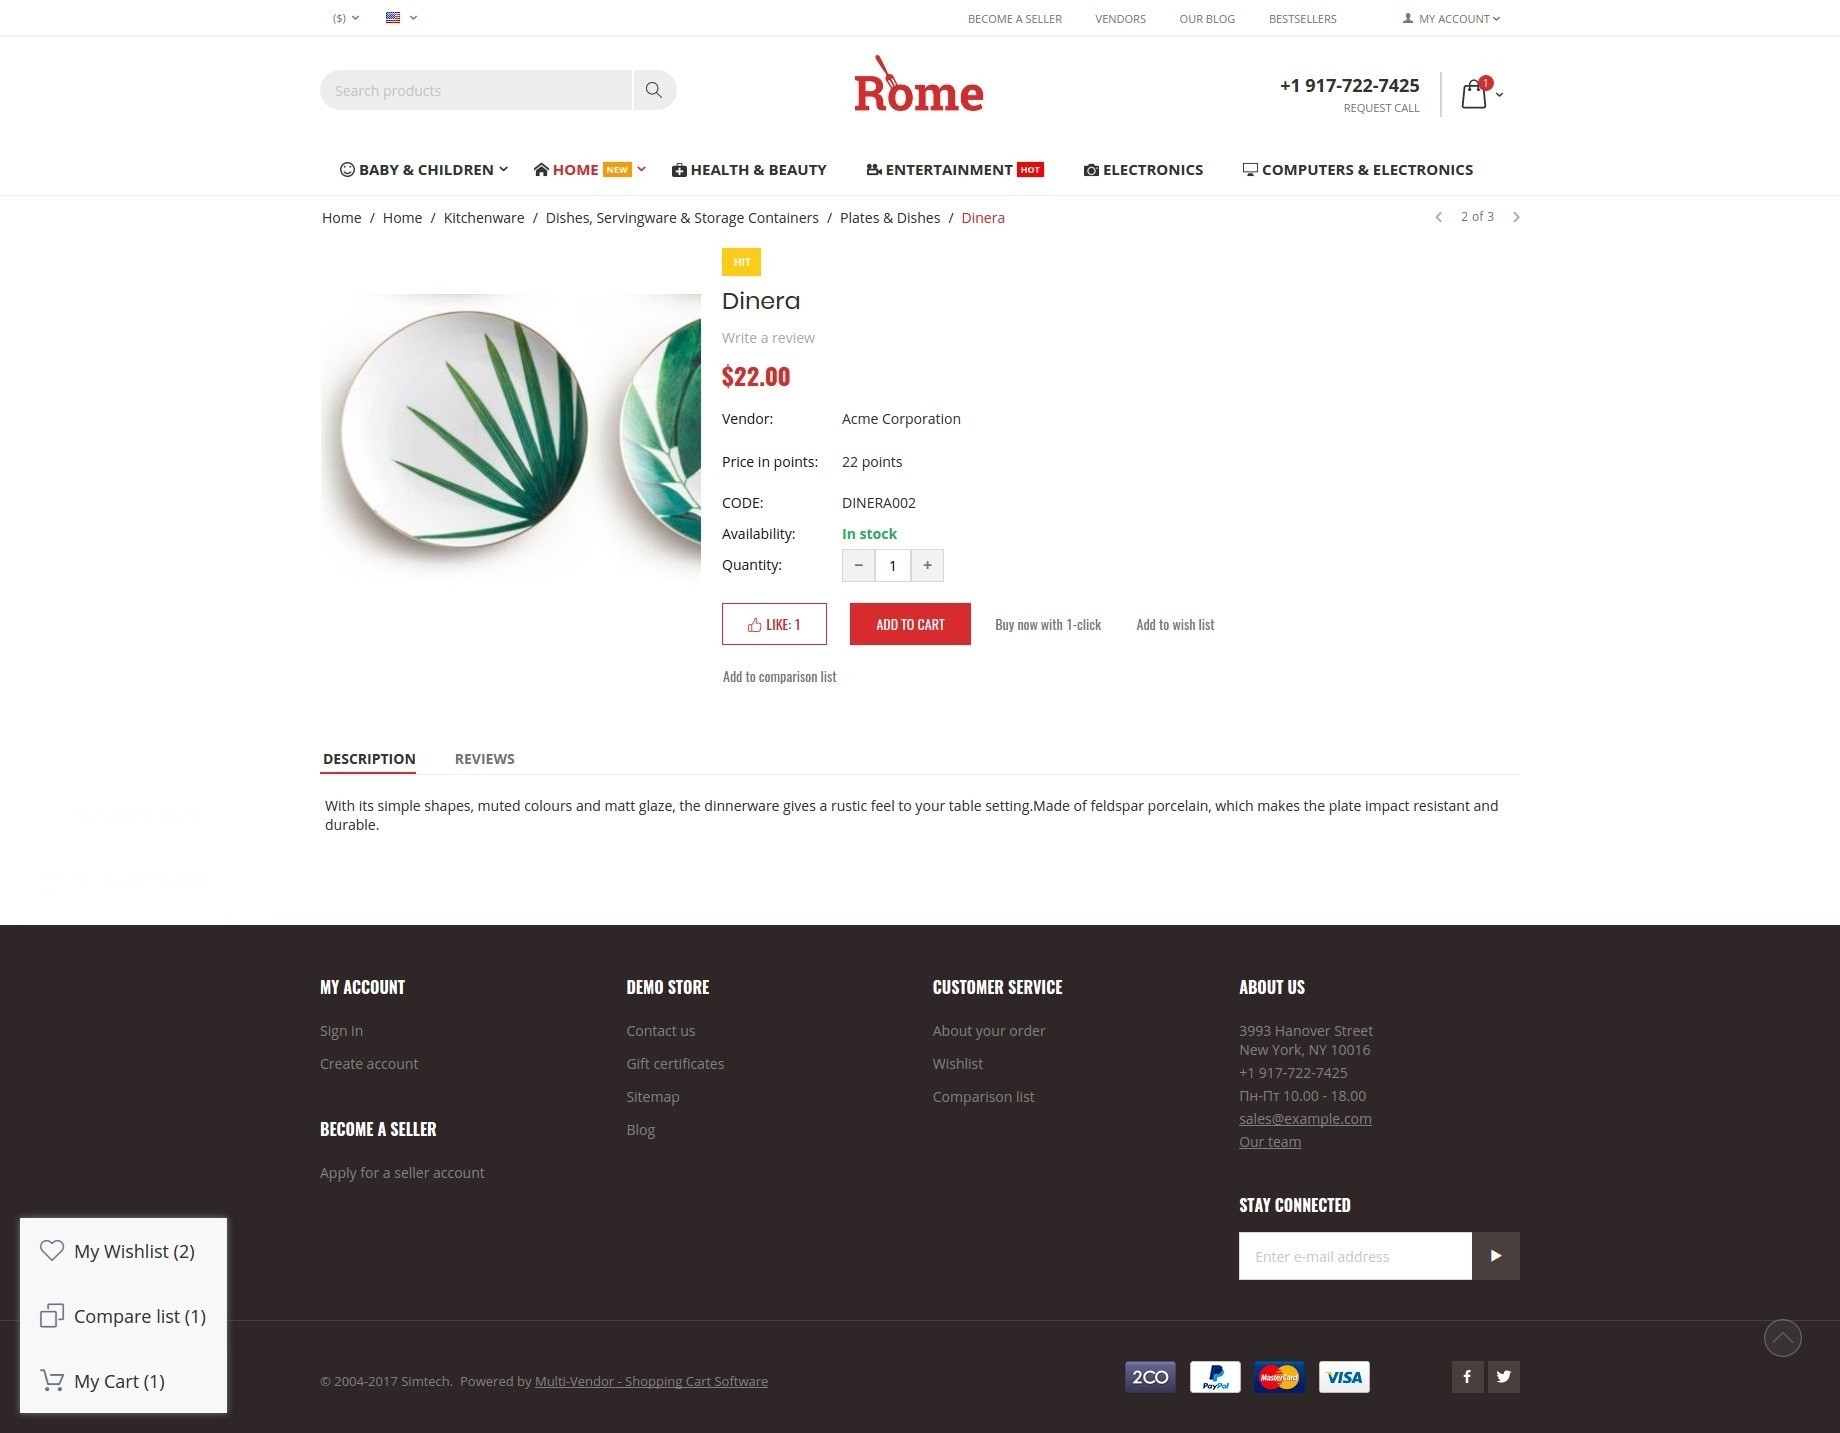 ($)
BECOME A SELLER
VENDORS
OUR BLOG
BESTSELLERS
MY ACCOUNT
Search products
Rome
+1 917-722-7425
REQUEST CALL
1
BABY & CHILDREN
HOME NEW
HEALTH & BEAUTY
ENTERTAINMENT HOT
ELECTRONICS
COMPUTERS & ELECTRONICS
Home / Home / Kitchenware / Dishes, Servingware & Storage Containers / Plates & Dishes / Dinera
2 of 3
HIT
Dinera
Write a review
$22.00
Vendor: Acme Corporation
Price in points: 22 points
CODE: DINERA002
Availability: In stock
Quantity: − 1 +
LIKE: 1
ADD TO CART
Buy now with 1-click
Add to wish list
Add to comparison list
DESCRIPTION
REVIEWS
With its simple shapes, muted colours and matt glaze, the dinnerware gives a rustic feel to your table setting.Made of feldspar porcelain, which makes the plate impact resistant and
durable.
MY ACCOUNT
Sign in
Create account
BECOME A SELLER
Apply for a seller account
DEMO STORE
Contact us
Gift certificates
Sitemap
Blog
CUSTOMER SERVICE
About your order
Wishlist
Comparison list
ABOUT US
3993 Hanover Street
New York, NY 10016
+1 917-722-7425
Пн-Пт 10.00 - 18.00
sales@example.com
Our team
STAY CONNECTED
Enter e-mail address
My Wishlist (2)
Compare list (1)
My Cart (1)
© 2004-2017 Simtech. Powered by Multi-Vendor - Shopping Cart Software
2CO
PayPal
MasterCard
VISA